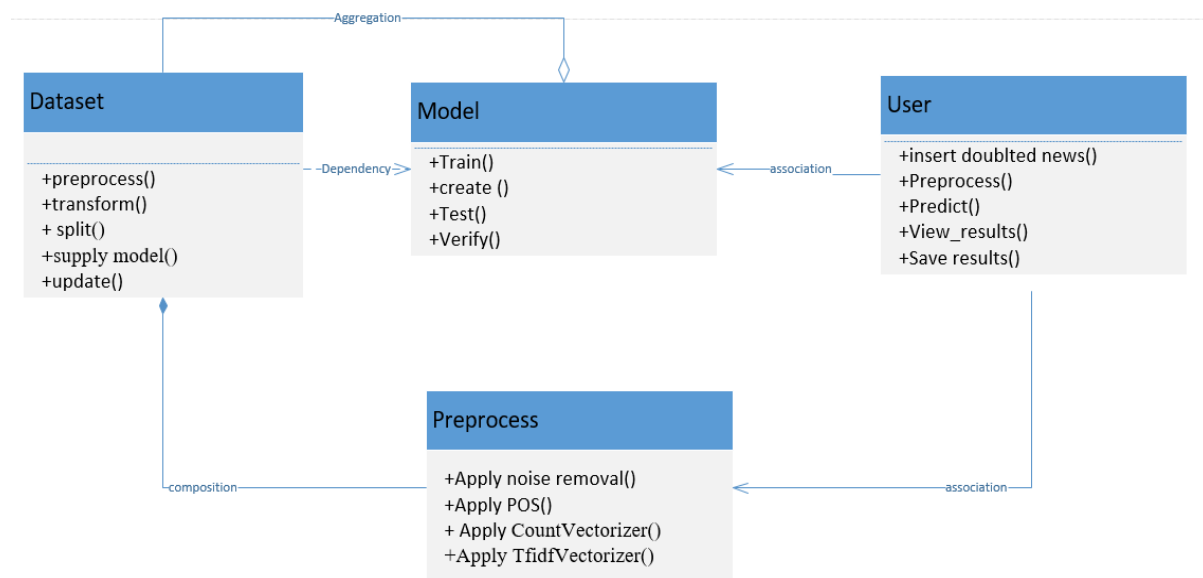 Aggregation
Dataset
+preprocess()
+transform()
+ split()
+supply model()
+update()
Dependency
Model
+Train()
+create ()
+Test()
+Verify()
association
User
+insert doublted news()
+Preprocess()
+Predict()
+View_results()
+Save results()
composition
Preprocess
+Apply noise removal()
+Apply POS()
+ Apply CountVectorizer()
+Apply TfidfVectorizer()
association